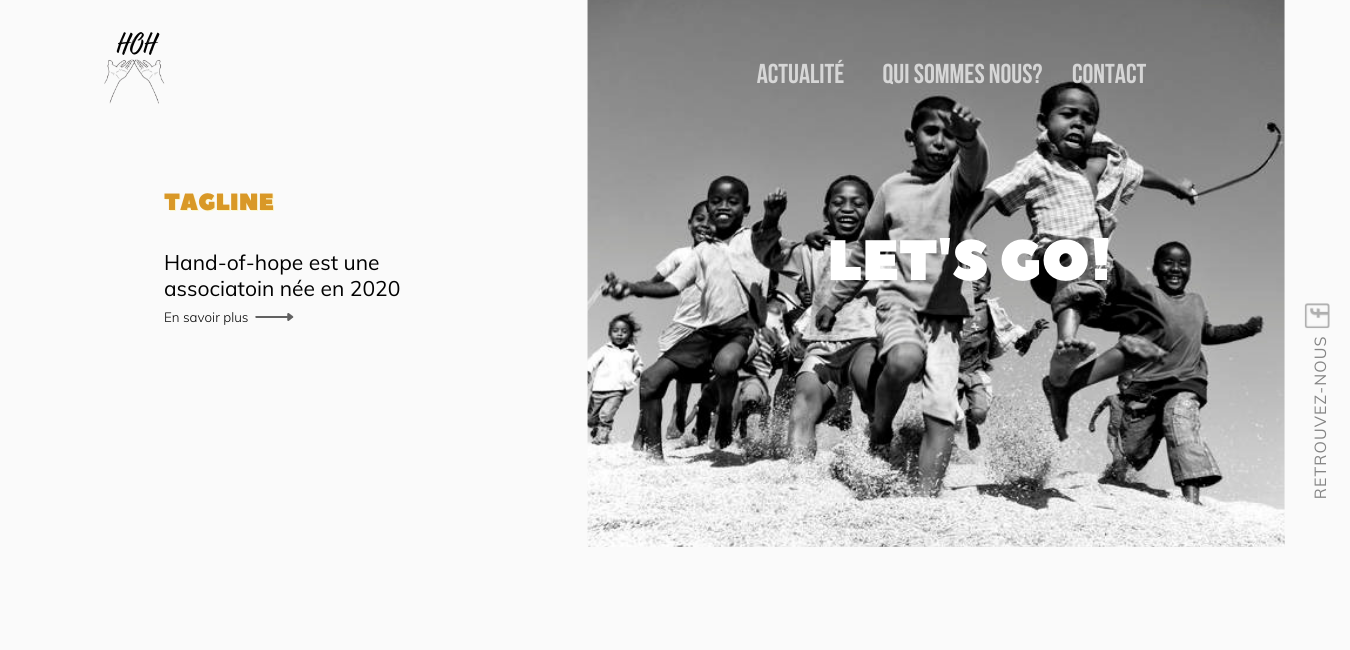 HOH
ACTUALITÉ QUI SOMMES NOUS? CONTACT
TAGLINE
Hand-of-hope est une
associatoin née en 2020
En savoir plus
LET'S GO!
RETROUVEZ-NOUS